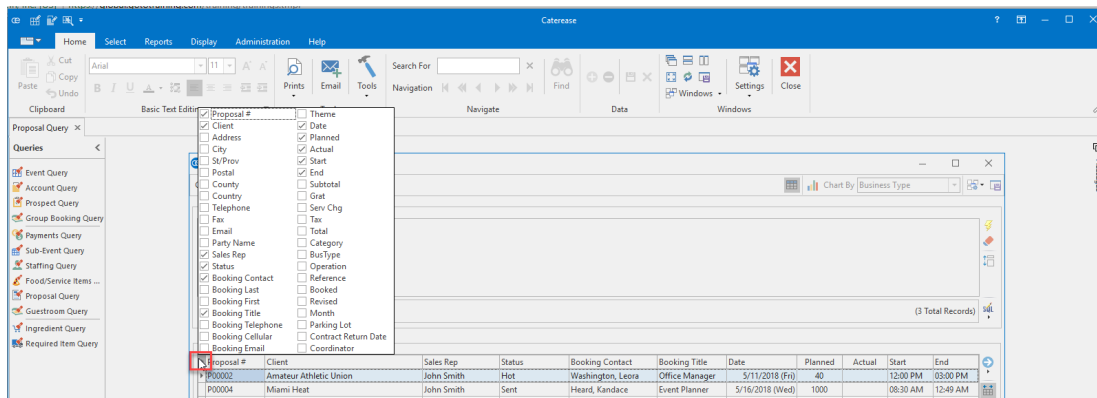 Caterease
Home Select Reports Display Administration Help
Cut
Copy
Undo
Paste
Arial 11 A A
B I U A
Prints Email Tools
Search For
Navigation
Find
Windows
Settings Close
Clipboard Basic Text Editing Navigate Data Windows
Proposal Query ×
Queries
Event Query
Account Query
Prospect Query
Group Booking Query
Payments Query
Sub-Event Query
Staffing Query
Food/Service Items ...
Proposal Query
Guestroom Query
Ingredient Query
Required Item Query
Proposal #
Client
Address
City
St/Prov
Postal
County
Country
Telephone
Fax
Email
Party Name
Sales Rep
Status
Booking Contact
Booking Last
Booking First
Booking Title
Booking Telephone
Booking Cellular
Booking Email
Theme
Date
Planned
Actual
Start
End
Subtotal
Grat
Serv Chg
Tax
Total
Category
BusType
Operation
Reference
Booked
Revised
Month
Parking Lot
Contract Return Date
Coordinator
Chart By Business Type
(3 Total Records) SQL
Proposal # Client Sales Rep Status Booking Contact Booking Title Date Planned Actual Start End
P00002 Amateur Athletic Union John Smith Hot Washington, Leora Office Manager 5/11/2018 (Fri) 40 12:00 PM 03:00 PM
P00004 Miami Heat John Smith Sent Heard, Kandace Event Planner 5/16/2018 (Wed) 1000 08:30 AM 12:49 AM